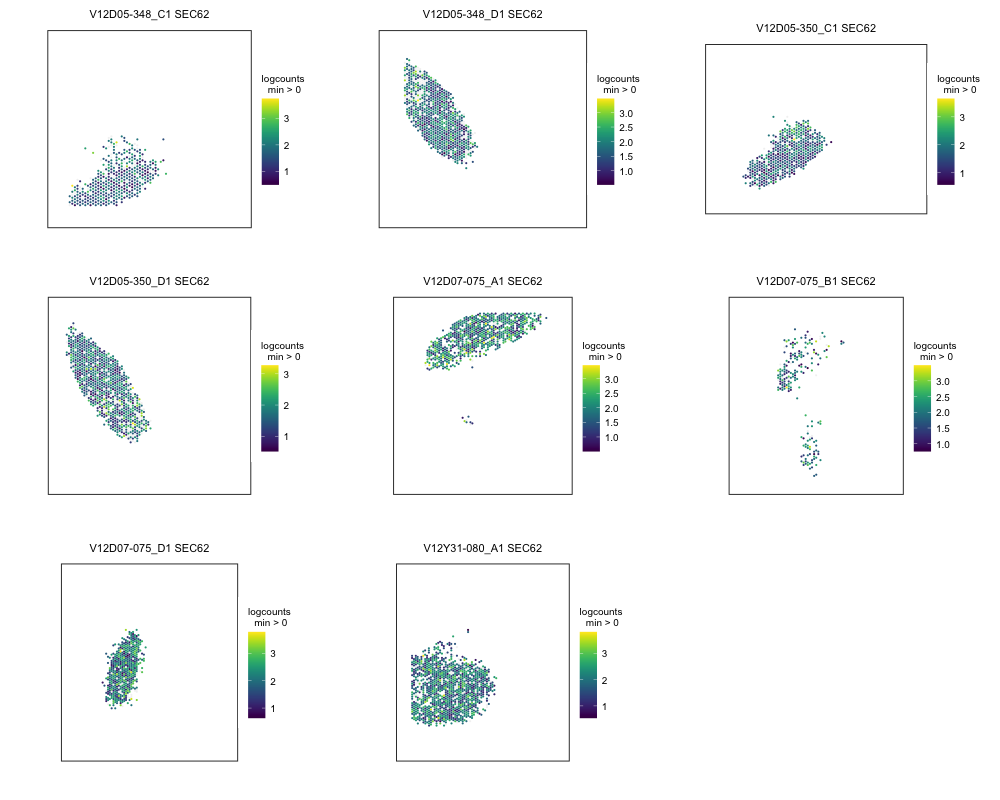 V12D05-348_C1 SEC62
logcounts
min > 0
3
2
1
V12D05-348_D1 SEC62
logcounts
min > 0
3.0
2.5
2.0
1.5
1.0
V12D05-350_C1 SEC62
logcounts
min > 0
3
2
1
V12D05-350_D1 SEC62
logcounts
min > 0
3
2
1
V12D07-075_A1 SEC62
logcounts
min > 0
3.0
2.5
2.0
1.5
1.0
V12D07-075_B1 SEC62
logcounts
min > 0
3.0
2.5
2.0
1.5
1.0
V12D07-075_D1 SEC62
logcounts
min > 0
3
2
1
V12Y31-080_A1 SEC62
logcounts
min > 0
3
2
1